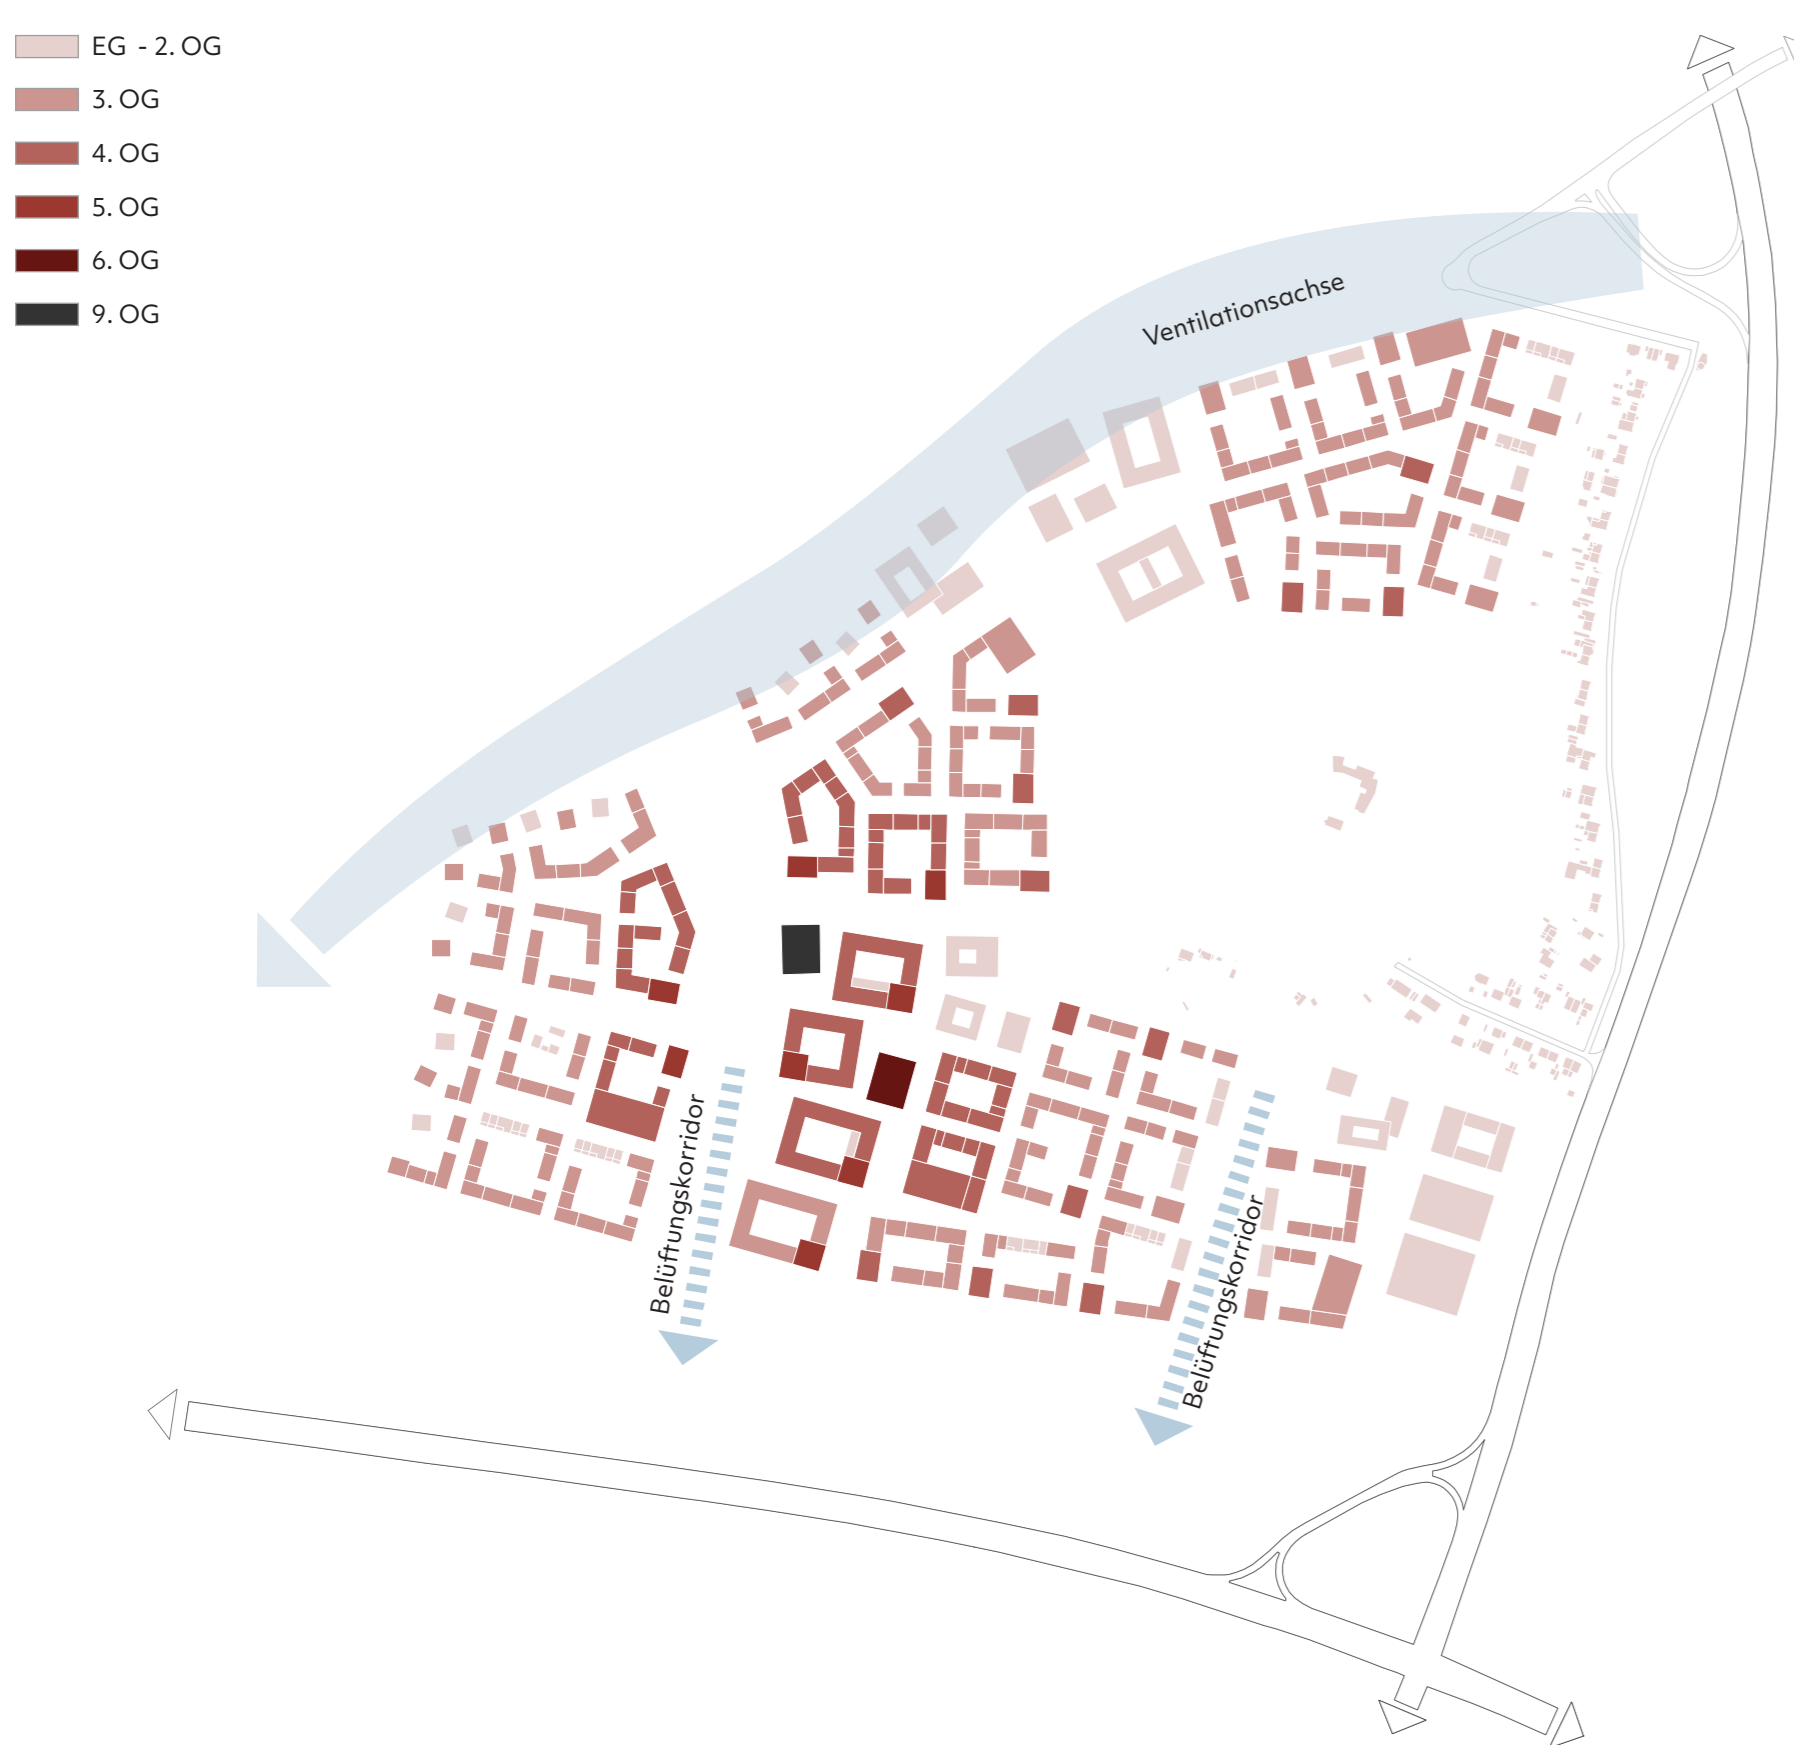 EG - 2. OG
3. OG
4. OG
5. OG
6. OG
9. OG
Ventilationsachse
Belüftungskorridor
Belüftungskorridor